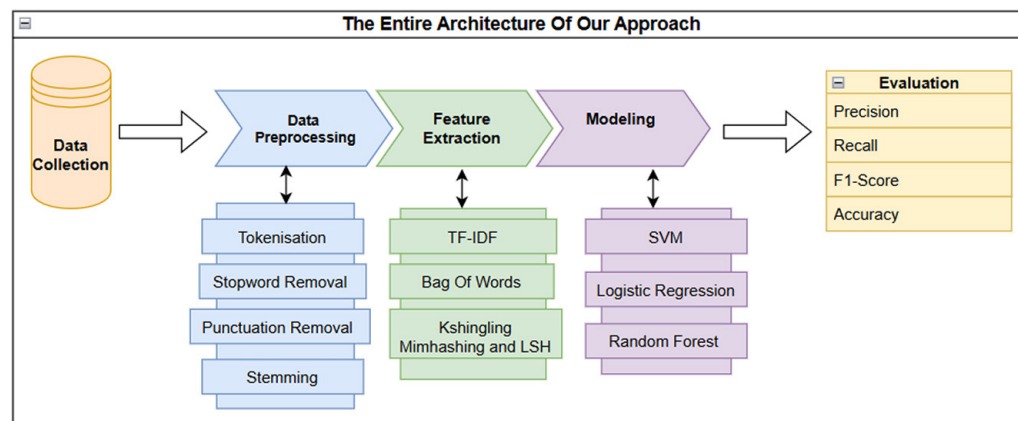 The Entire Architecture Of Our Approach
Data
Collection
Data
Preprocessing
Feature
Extraction
Modeling
Evaluation
Precision
Recall
F1-Score
Accuracy
Tokenisation
Stopword Removal
Punctuation Removal
Stemming
TF-IDF
Bag Of Words
Kshingling
Mimhashing and LSH
SVM
Logistic Regression
Random Forest